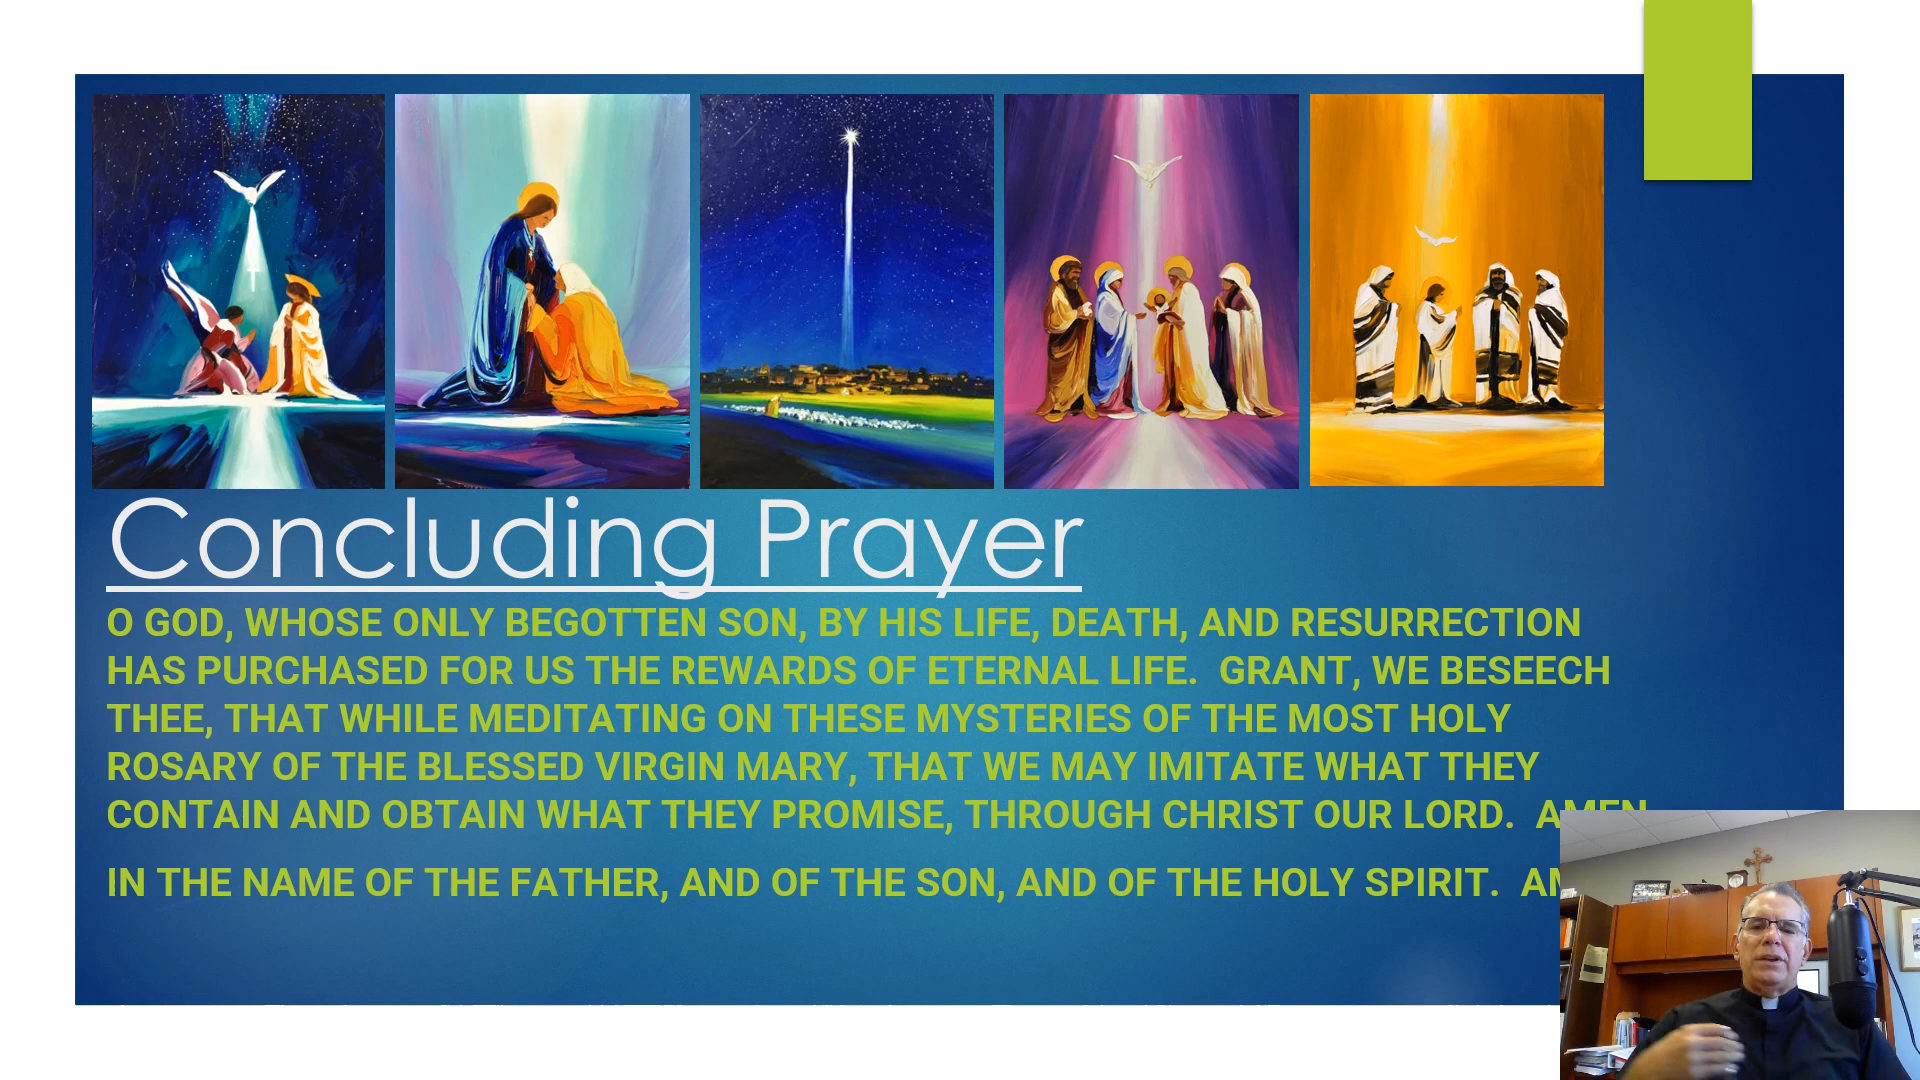 Concluding Prayer
O GOD, WHOSE ONLY BEGOTTEN SON, BY HIS LIFE, DEATH, AND RESURRECTION
HAS PURCHASED FOR US THE REWARDS OF ETERNAL LIFE.  GRANT, WE BESEECH
THEE, THAT WHILE MEDITATING ON THESE MYSTERIES OF THE MOST HOLY
ROSARY OF THE BLESSED VIRGIN MARY, THAT WE MAY IMITATE WHAT THEY
CONTAIN AND OBTAIN WHAT THEY PROMISE, THROUGH CHRIST OUR LORD.  AMEN
IN THE NAME OF THE FATHER, AND OF THE SON, AND OF THE HOLY SPIRIT.